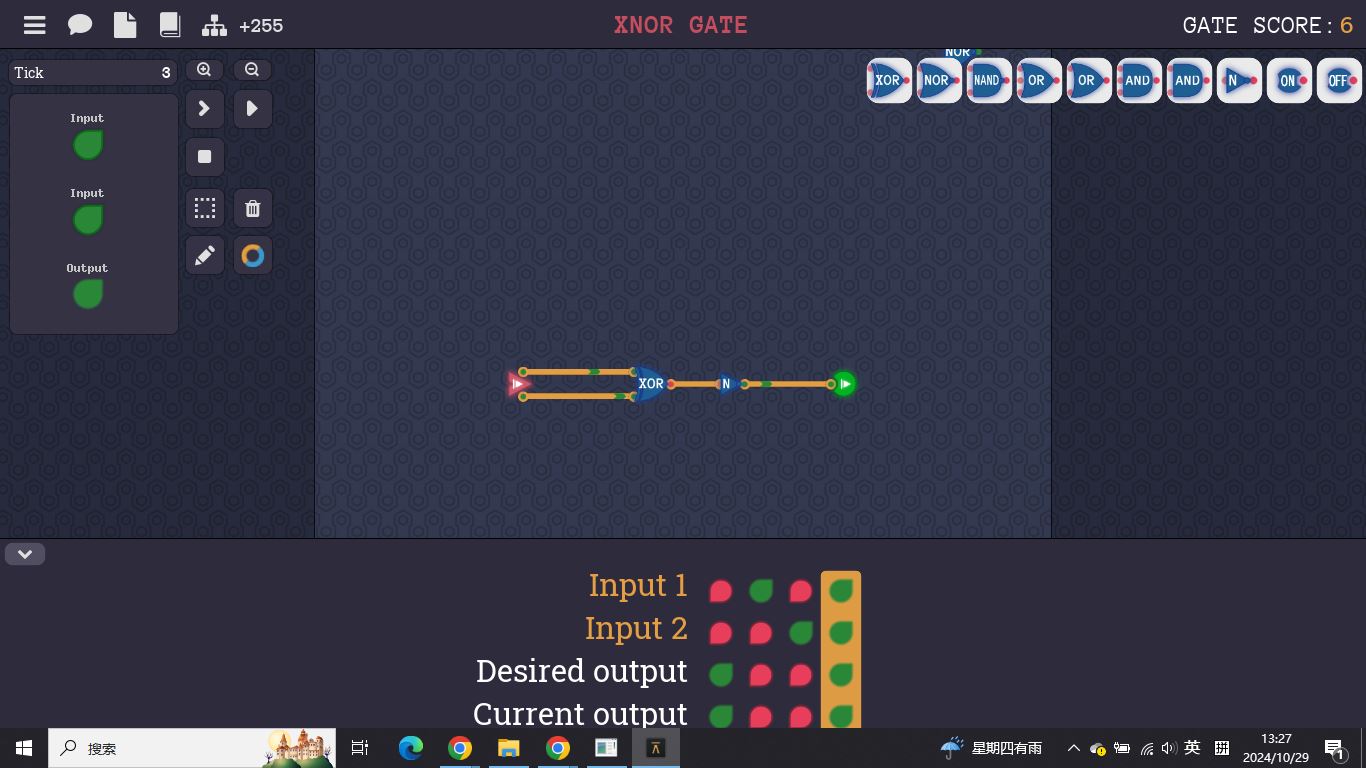 +255
XNOR GATE
GATE SCORE: 6
Tick 3
NOR
XOR NOR NAND OR OR AND AND N ON OFF
Input
Input
Output
XOR N
Input 1
Input 2
Desired output
Current output
搜索
星期四有雨
英
拼
13:27
2024/10/29
1